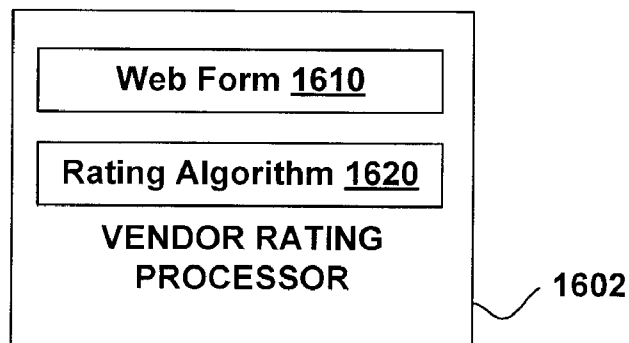 Web Form 1610
Rating Algorithm 1620
VENDOR RATING
PROCESSOR
1602